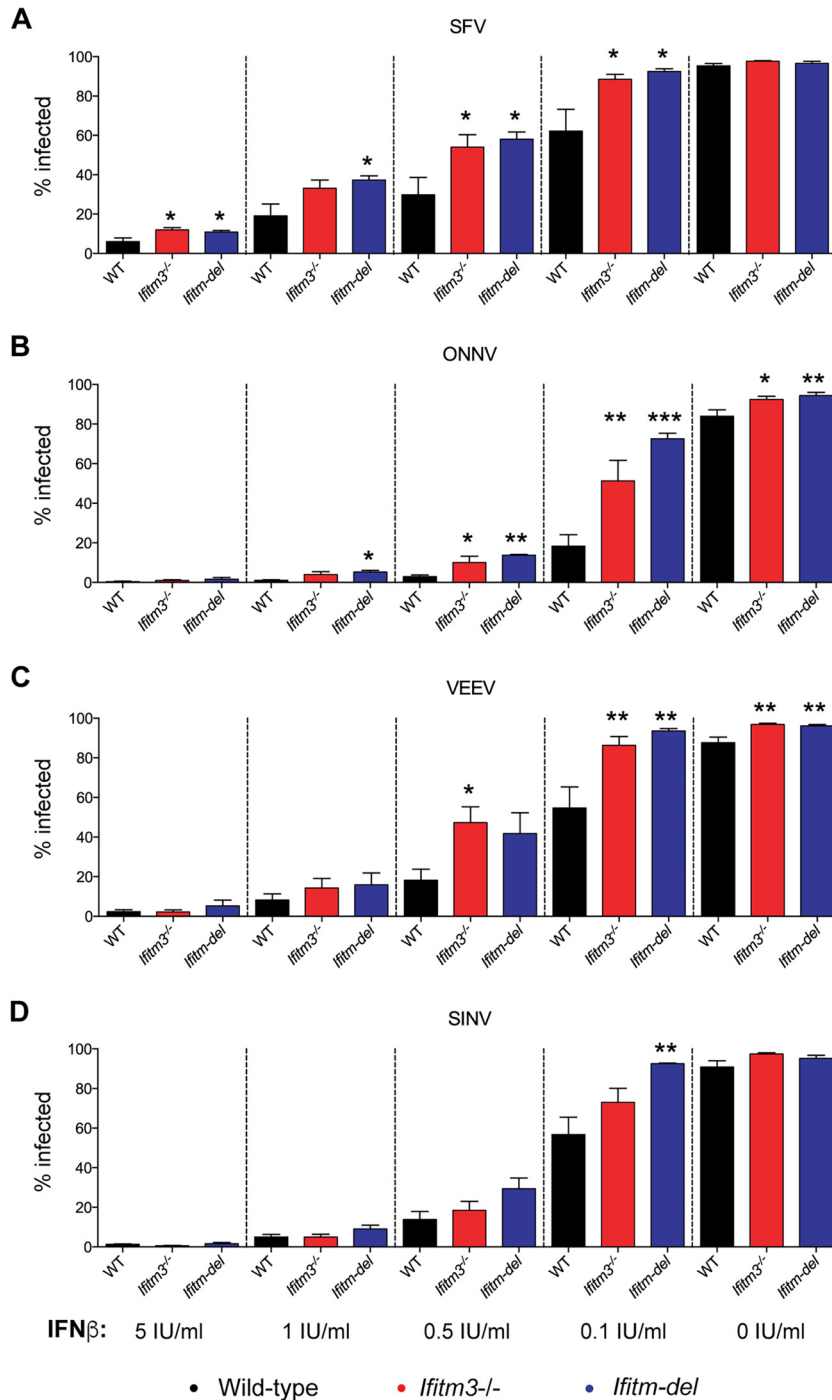 A
SFV
% infected
100
80
60
40
20
0
* * * * * * *
WT Ifitm3-/- Ifitm-del WT Ifitm3-/- Ifitm-del WT Ifitm3-/- Ifitm-del WT Ifitm3-/- Ifitm-del WT Ifitm3-/- Ifitm-del
B
ONNV
% infected
100
80
60
40
20
0
* * ** ** *** * **
WT Ifitm3-/- Ifitm-del WT Ifitm3-/- Ifitm-del WT Ifitm3-/- Ifitm-del WT Ifitm3-/- Ifitm-del WT Ifitm3-/- Ifitm-del
C
VEEV
% infected
100
80
60
40
20
0
* ** ** ** **
WT Ifitm3-/- Ifitm-del WT Ifitm3-/- Ifitm-del WT Ifitm3-/- Ifitm-del WT Ifitm3-/- Ifitm-del WT Ifitm3-/- Ifitm-del
D
SINV
% infected
100
80
60
40
20
0
**
WT Ifitm3-/- Ifitm-del WT Ifitm3-/- Ifitm-del WT Ifitm3-/- Ifitm-del WT Ifitm3-/- Ifitm-del WT Ifitm3-/- Ifitm-del
IFNβ: 5 IU/ml 1 IU/ml 0.5 IU/ml 0.1 IU/ml 0 IU/ml
• Wild-type • Ifitm3-/- • Ifitm-del